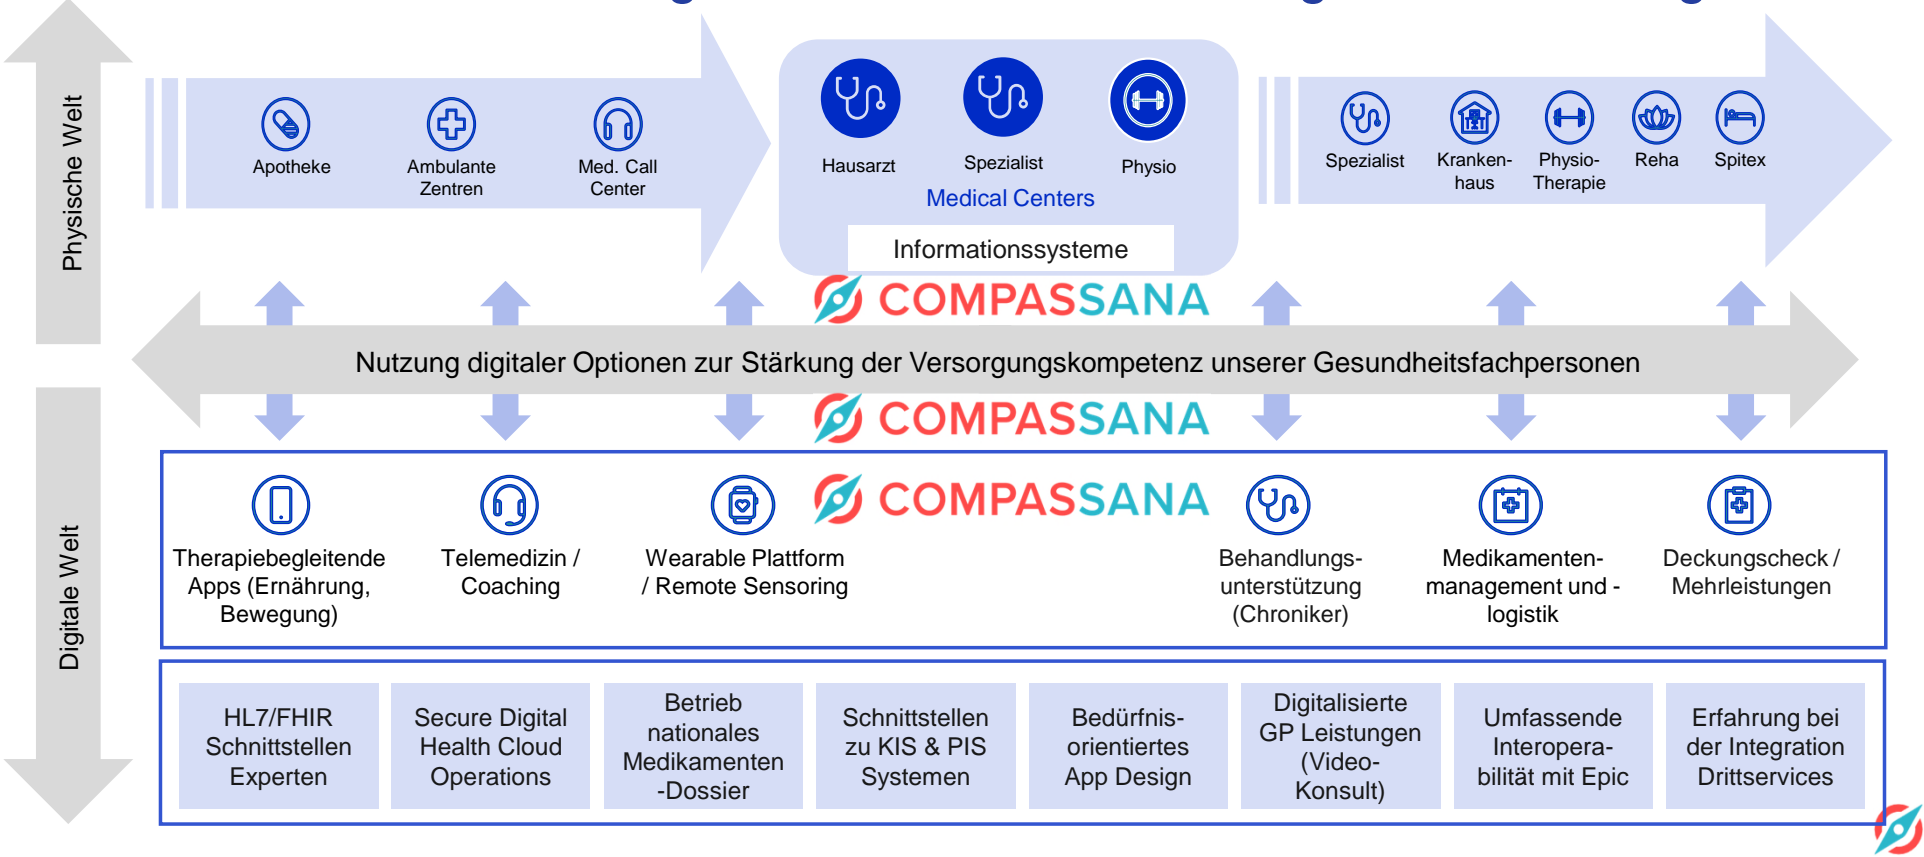 Physische Welt
Apotheke
Ambulante
Zentren
Med. Call
Center
Hausarzt
Spezialist
Physio
Medical Centers
Informationssysteme
Spezialist
Kranken-
haus
Physio-
Therapie
Reha
Spitex
COMPASSANA
Nutzung digitaler Optionen zur Stärkung der Versorgungskompetenz unserer Gesundheitsfachpersonen
COMPASSANA
Digitale Welt
COMPASSANA
Therapiebegleitende
Apps (Ernährung,
Bewegung)
Telemedizin /
Coaching
Wearable Plattform
/ Remote Sensoring
Behandlungs-
unterstützung
(Chroniker)
Medikamenten-
management und -
logistik
Deckungscheck /
Mehrleistungen
HL7/FHIR
Schnittstellen
Experten
Secure Digital
Health Cloud
Operations
Betrieb
nationales
Medikamenten
-Dossier
Schnittstellen
zu KIS & PIS
Systemen
Bedürfnis-
orientiertes
App Design
Digitalisierte
GP Leistungen
(Video-
Konsult)
Umfassende
Interopera-
bilität mit Epic
Erfahrung bei
der Integration
Drittservices